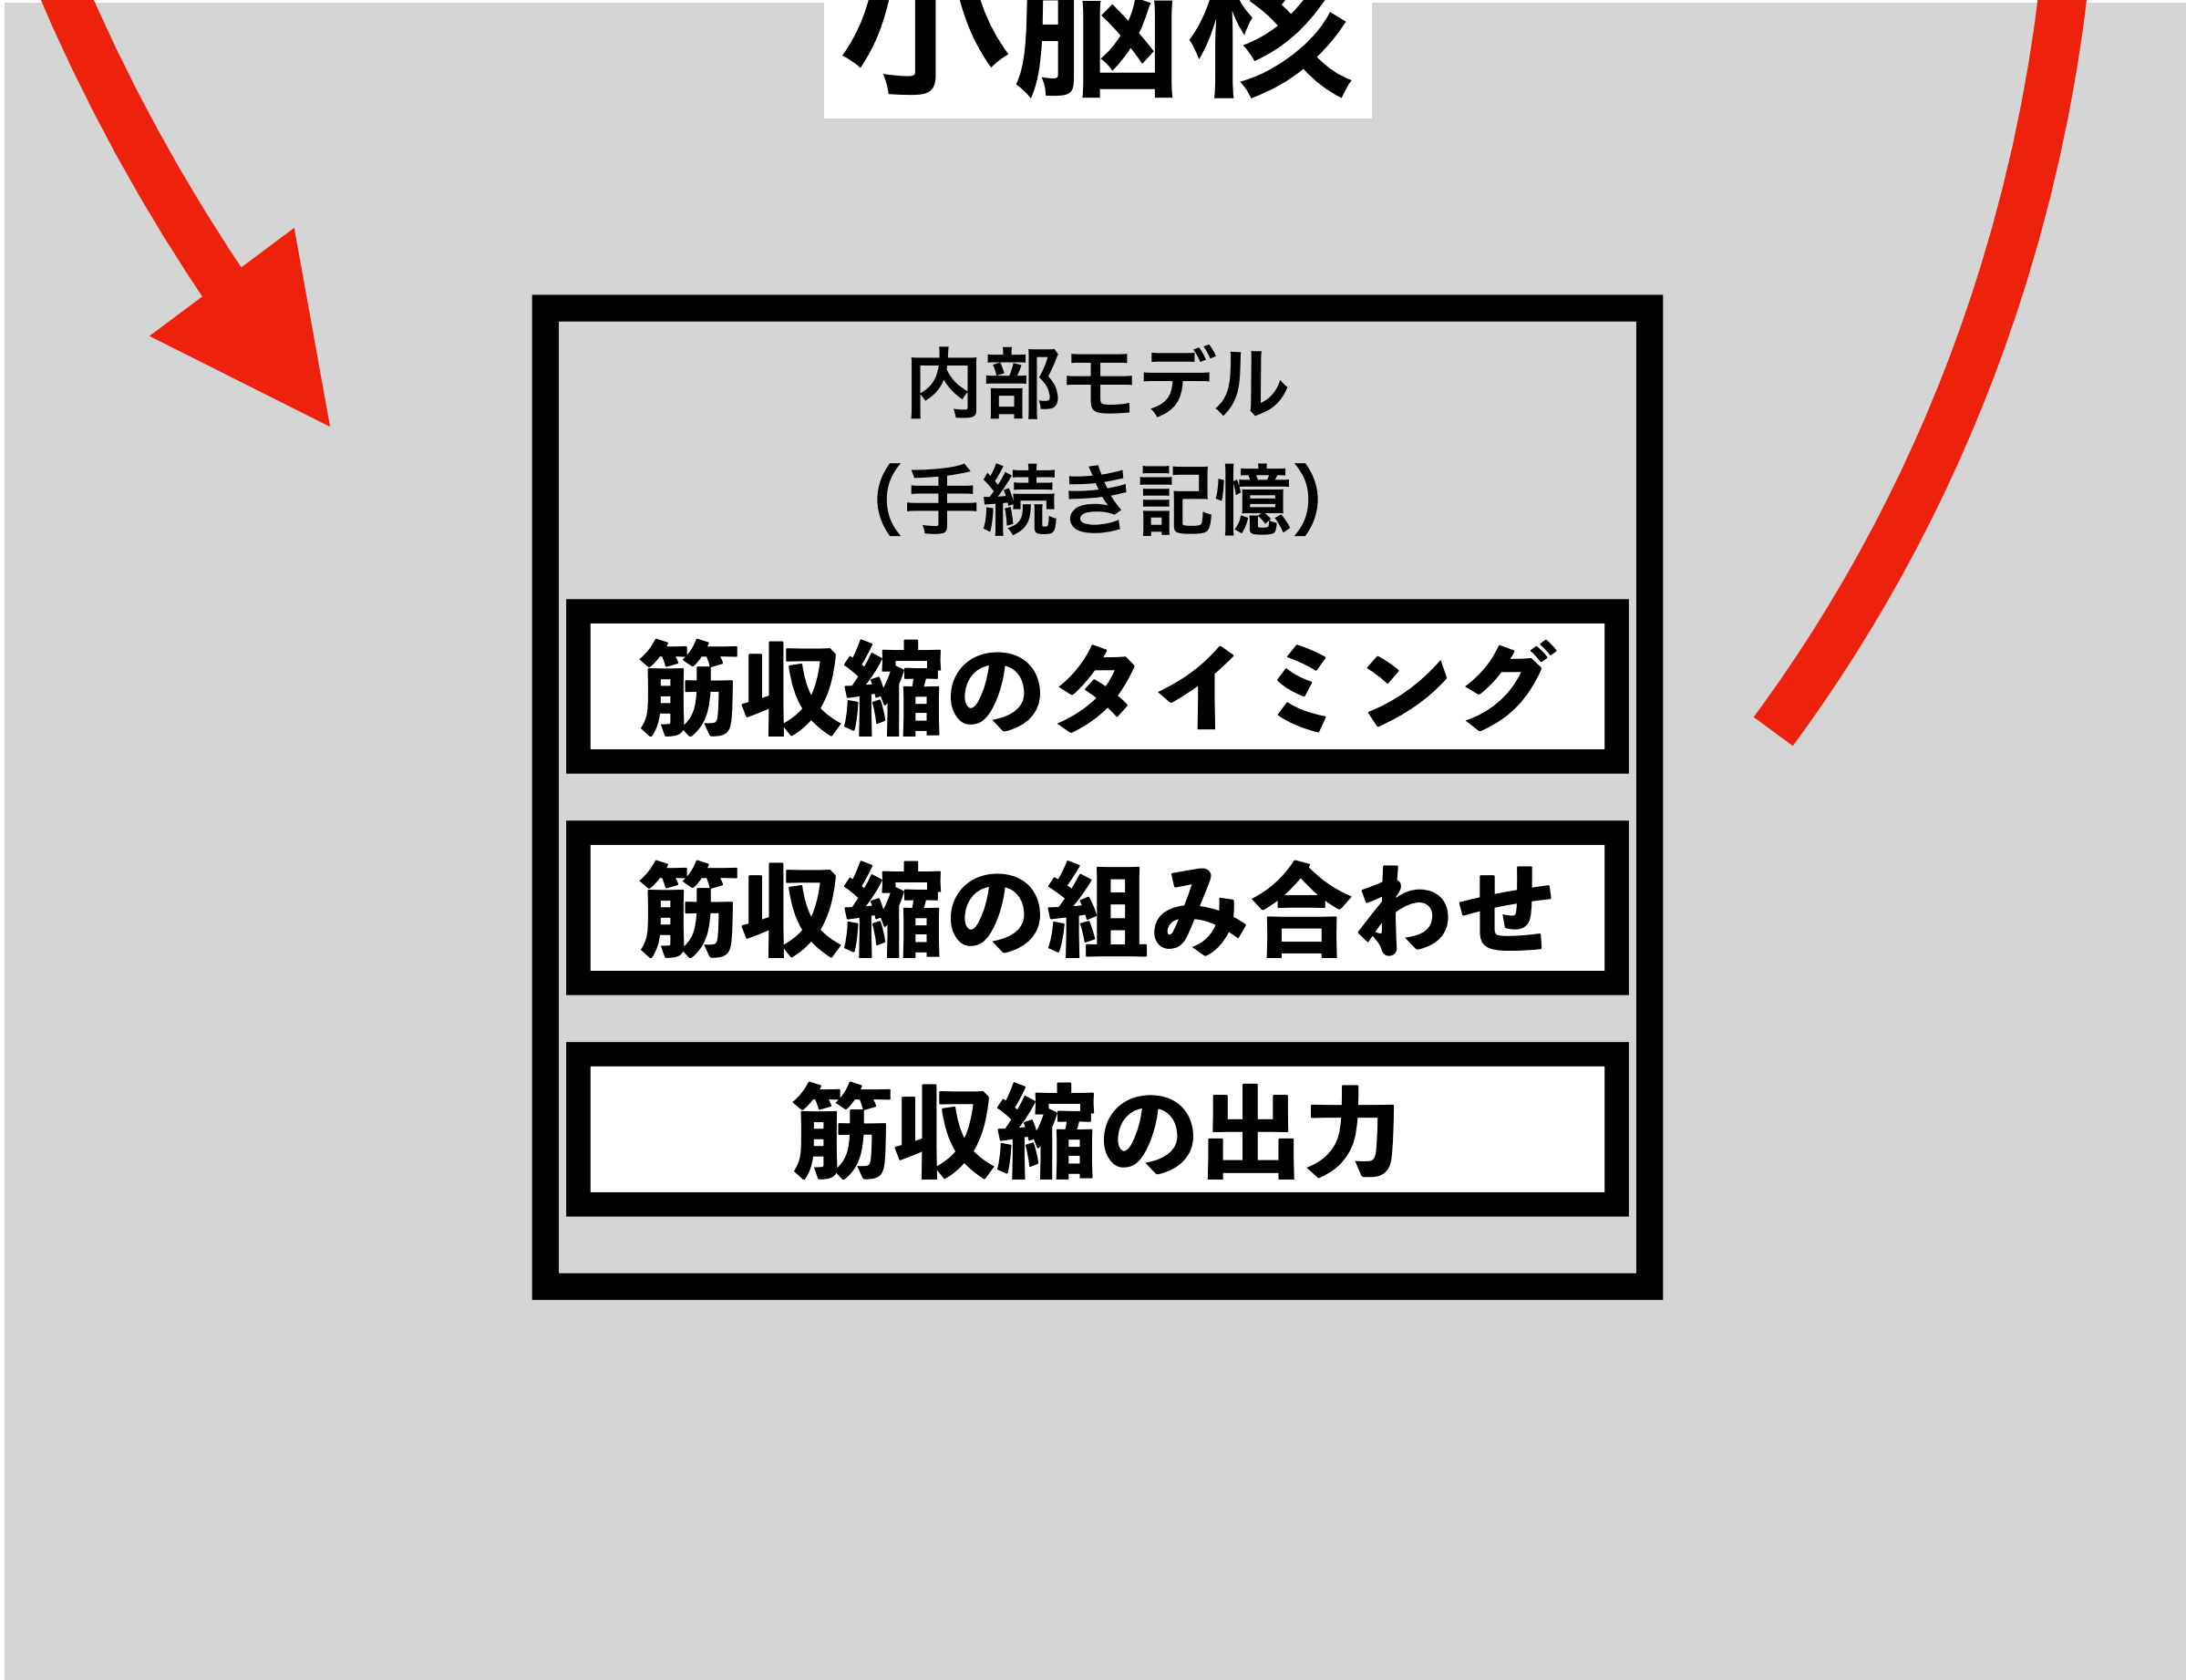 小脳核
内部モデル
(手続き記憶)
筋収縮のタイミング
筋収縮の組み合わせ
筋収縮の出力